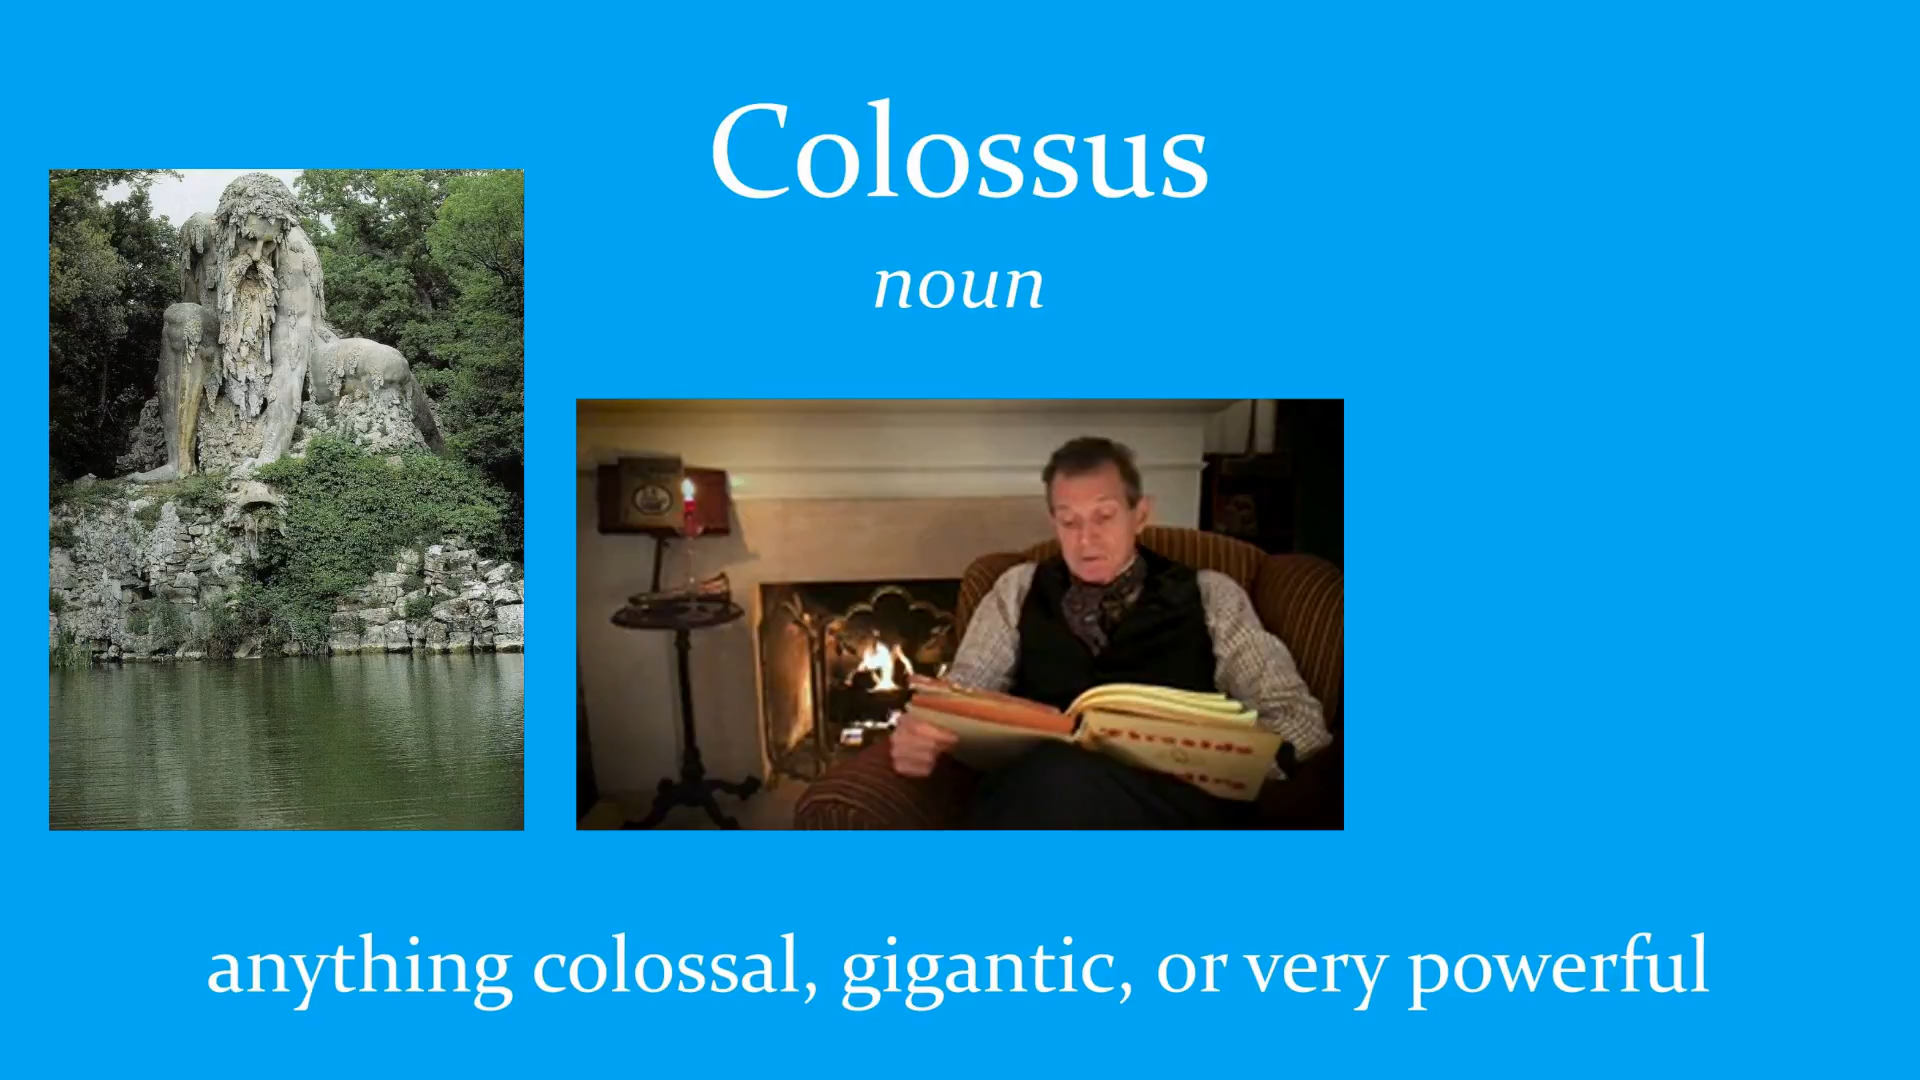 Colossus
noun
anything colossal, gigantic, or very powerful